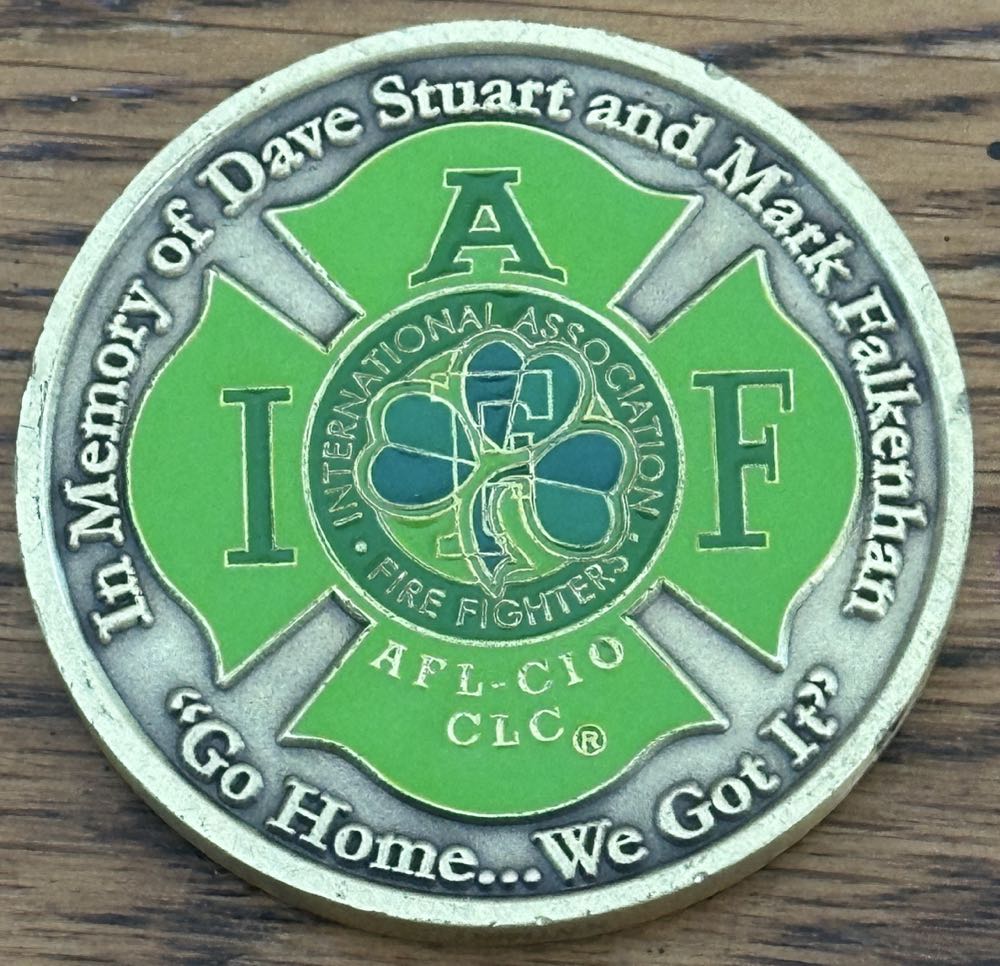 In Memory of Dave Stuart and Mark Falkenhan
A
I
F
F
INTERNATIONAL ASSOCIATION
• FIRE FIGHTERS •
AFL-CIO
CLC®
“Go Home...We Got It”